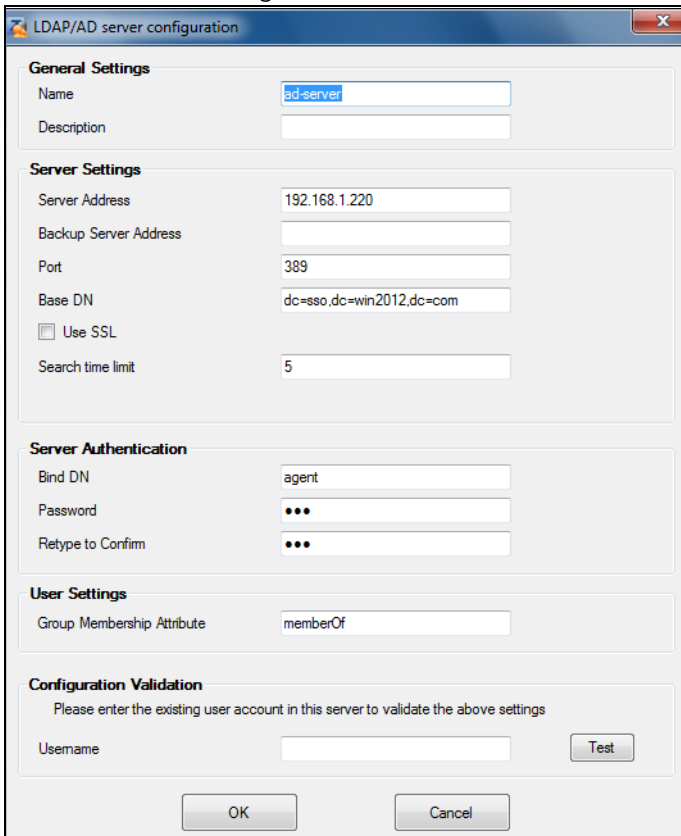 LDAP/AD server configuration
X
General Settings
Name ad-server
Description
Server Settings
Server Address 192.168.1.220
Backup Server Address
Port 389
Base DN dc=sso,dc=win2012,dc=com
Use SSL
Search time limit 5
Server Authentication
Bind DN agent
Password •••
Retype to Confirm •••
User Settings
Group Membership Attribute memberOf
Configuration Validation
Please enter the existing user account in this server to validate the above settings
Username Test
OK Cancel